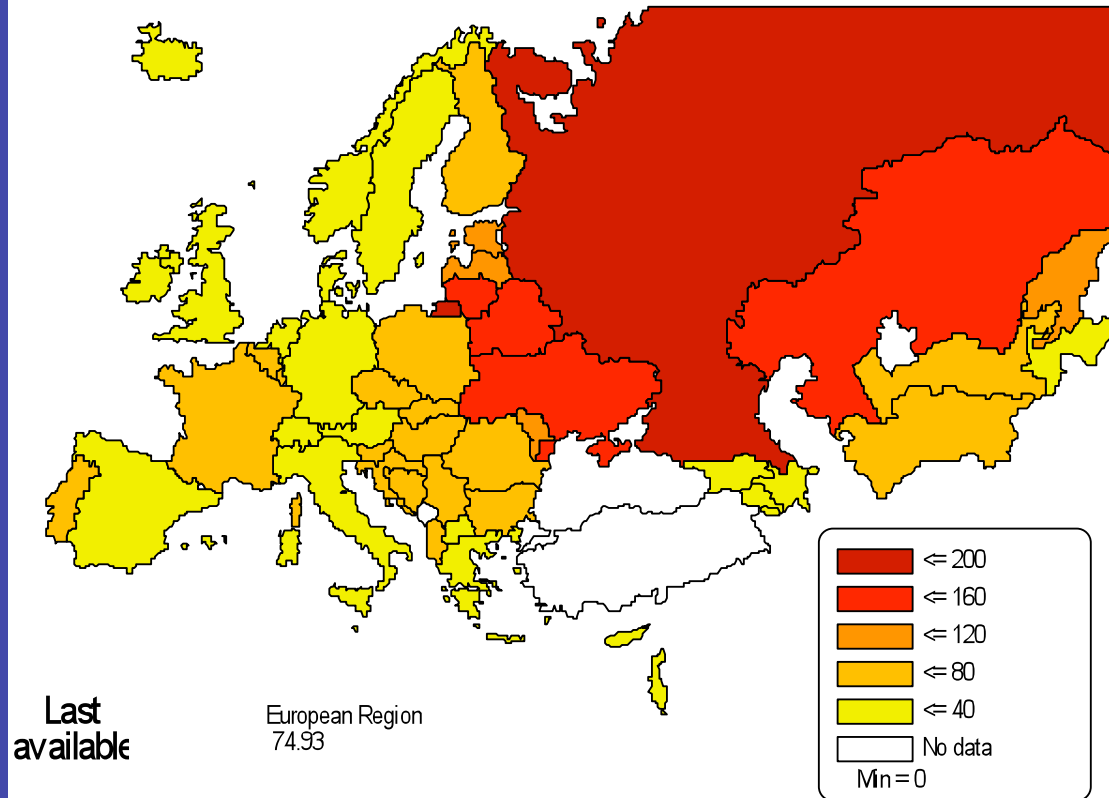 <= 200
<= 160
<= 120
<= 80
<= 40
No data
Min = 0
Last
available
European Region
74.93